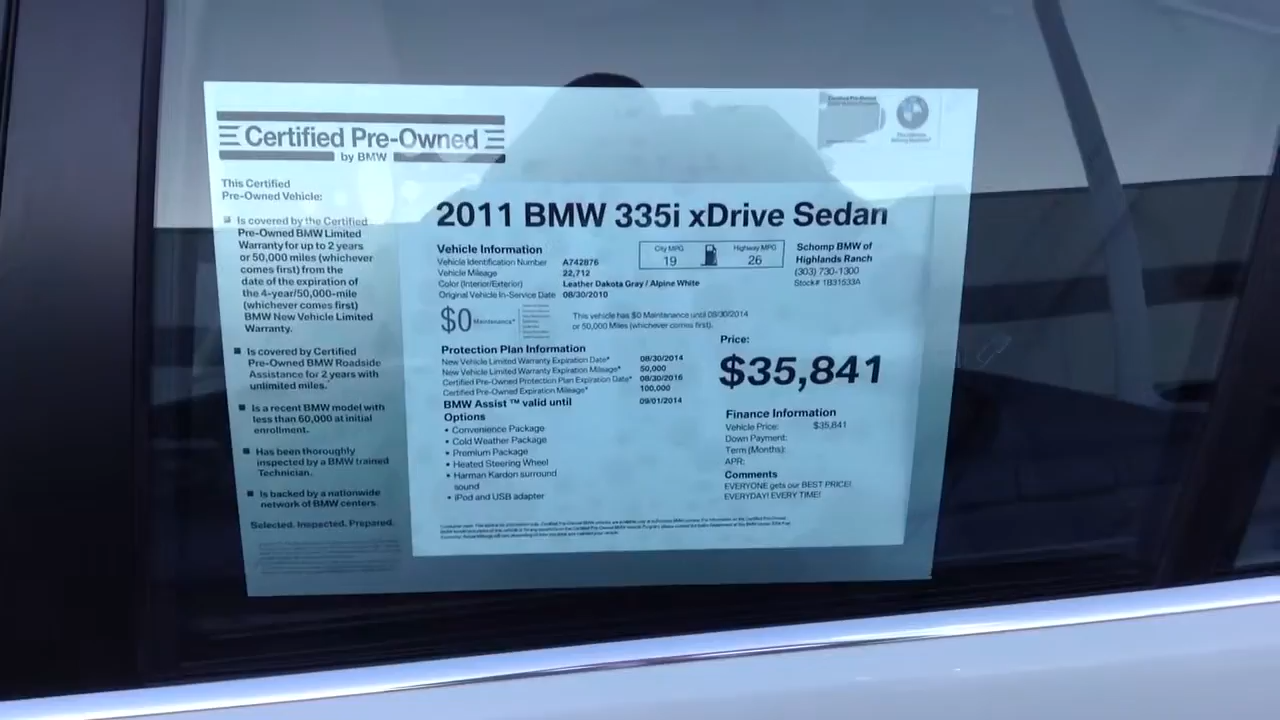 Certified Pre-Owned
by BMW
This Certified
Pre-Owned Vehicle:
Is covered by the Certified
Pre-Owned BMW Limited
Warranty for up to 2 years
or 50,000 miles (whichever
comes first) from the
date of the expiration of
the 4-year/50,000-mile
(whichever comes first)
BMW New Vehicle Limited
Warranty.
Is covered by Certified
Pre-Owned BMW Roadside
Assistance for 2 years with
unlimited miles.
Is a recent BMW model with
less than 60,000 at initial
enrollment.
Has been thoroughly
inspected by a BMW trained
Technician.
Is backed by a nationwide
network of BMW centers.
Selected. Inspected. Prepared.
2011 BMW 335i xDrive Sedan
Vehicle Information
Vehicle Identification Number A742876
Vehicle Mileage 22,712
Color (Interior/Exterior) Leather Dakota Gray / Alpine White
Original Vehicle In-Service Date 08/30/2010
City MPG Highway MPG
19 26
Schomp BMW of
Highlands Ranch
(303) 730-1300
Stock# 1B31533A
$0 Maintenance*
This vehicle has $0 Maintenance until 08/30/2014
or 50,000 Miles (whichever comes first).
Protection Plan Information
New Vehicle Limited Warranty Expiration Date* 08/30/2014
New Vehicle Limited Warranty Expiration Mileage* 50,000
Certified Pre-Owned Protection Plan Expiration Date* 08/30/2016
Certified Pre-Owned Expiration Mileage* 100,000
BMW Assist ™ valid until 09/01/2014
Options
• Convenience Package
• Cold Weather Package
• Premium Package
• Heated Steering Wheel
• Harman Kardon surround
sound
• iPod and USB adapter
Price:
$35,841
Finance Information
Vehicle Price: $35,841
Down Payment:
Term (Months):
APR:
Comments
EVERYONE gets our BEST PRICE!
EVERYDAY! EVERY TIME!